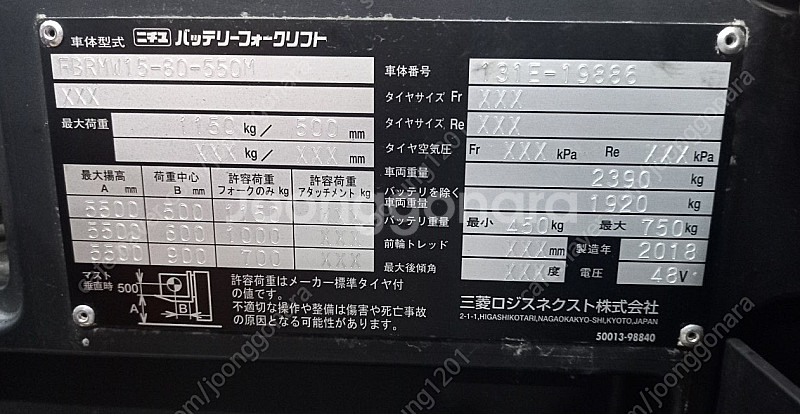 車体型式 ニチユ バッテリーフォークリフト
FBRMW15-80-550M
XXX
最大荷重 1150 kg/ 500 mm
XXX kg/ XXX mm
最大揚高 A mm 荷重中心 B mm 許容荷重 フォークのみ kg 許容荷重 アタッチメント kg
5500 500 1150 XXX
5500 600 1000 XXX
5500 900 700 XXX
マスト垂直時 500 A B
許容荷重はメーカー標準タイヤ付
の値です。
不適切な操作や整備は傷害や死亡事故
の原因となる可能性があります。
車体番号 131E-19886
タイヤサイズ Fr XXX
タイヤサイズ Re XXX
タイヤ空気圧 Fr XXX kPa Re XXX kPa
車両重量 2390 kg
バッテリを除く
車両重量 1920 kg
バッテリ重量 最小 450kg 最大 750kg
前輪トレッド XXX mm 製造年 2018
最大後傾角 XXX 度 電圧 48V
三菱ロジスネクスト株式会社
2-1-1,HIGASHIKOTARI,NAGAOKAKYO-SHI,KYOTO,JAPAN
50013-98840
joonggonara